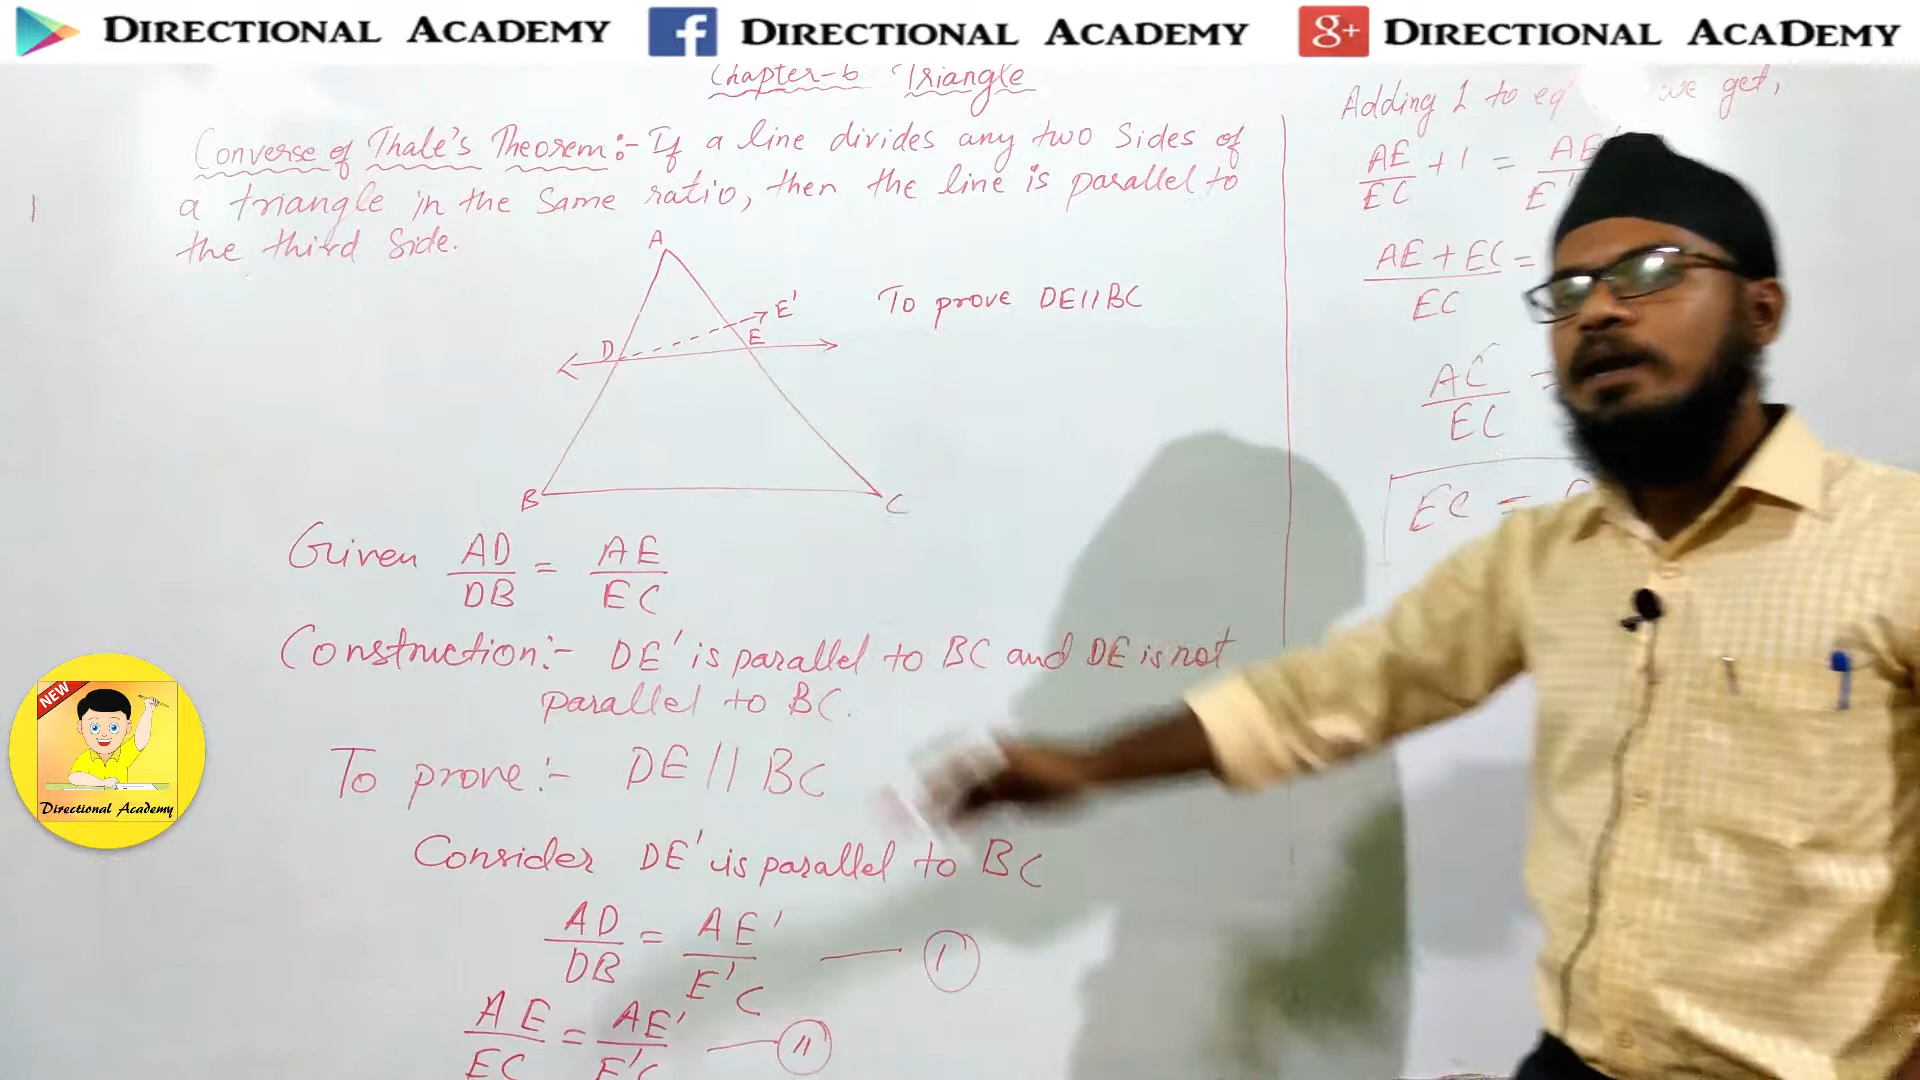 DIRECTIONAL ACADEMY
f DIRECTIONAL ACADEMY
g+ DIRECTIONAL ACADEMY
Chapter-6 Triangle
Converse of Thale's Theorem:- If a line divides any two sides of
a triangle in the same ratio, then the line is parallel to
the third side.
A
E'
D
E
B
C
To prove DE//BC
Given AD/DB = AE/EC
Construction:- DE' is parallel to BC and DE is not
parallel to BC.
To prove:- DE // BC
Consider DE' is parallel to BC
AD/DB = AE'/E'C — I
AE/EC = AE'/E'C — II
Adding 1 to eq we get,
AE/EC + 1 = AE'/E'
AE + EC/EC =
AC/EC =
EC =
NEW
Directional Academy